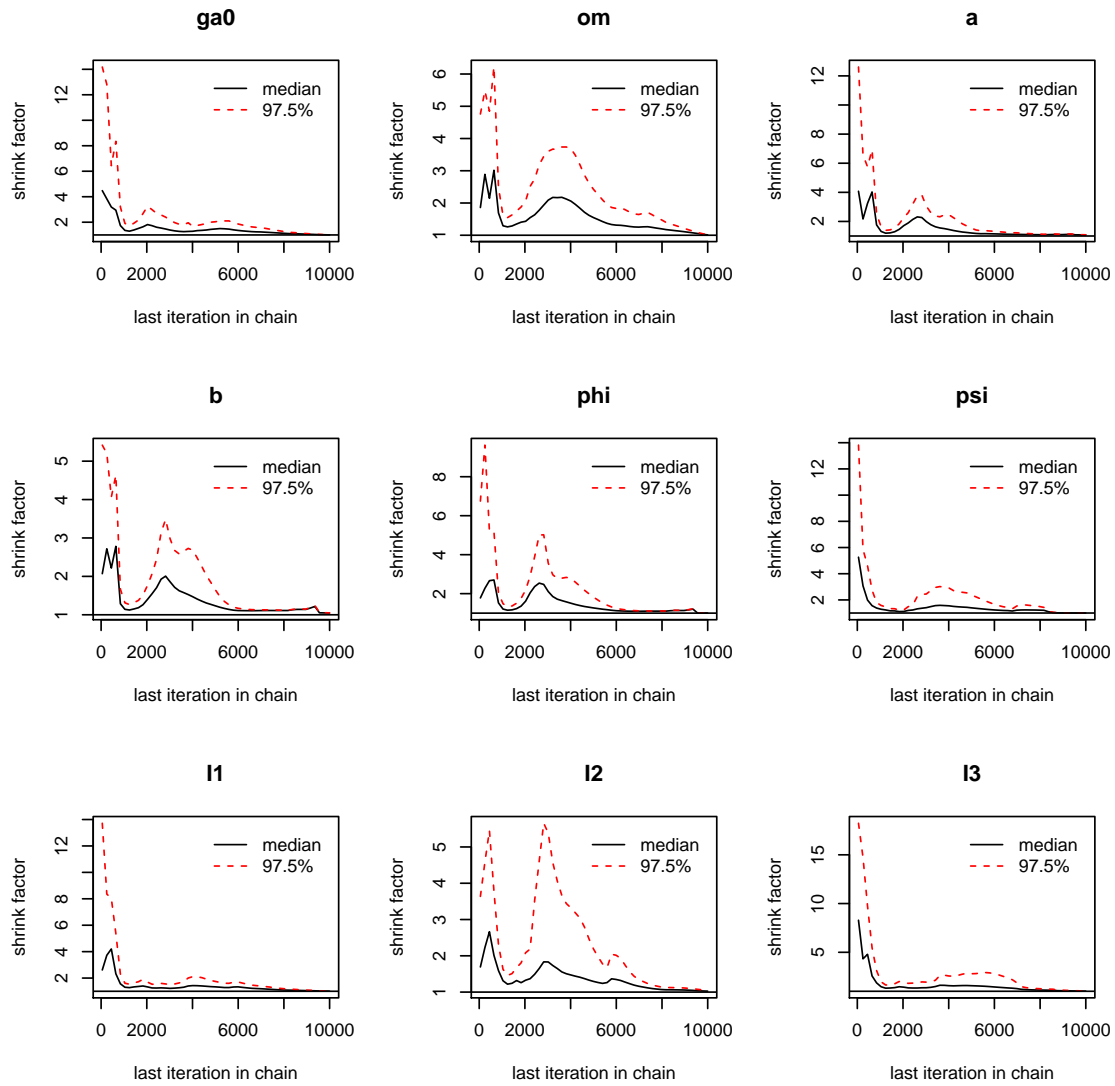 ga0
shrink factor
12
8
6
4
2
median
97.5%
0 2000 6000 10000
last iteration in chain
om
shrink factor
6
5
4
3
2
1
median
97.5%
0 2000 6000 10000
last iteration in chain
a
shrink factor
12
8
6
4
2
median
97.5%
0 2000 6000 10000
last iteration in chain
b
shrink factor
5
4
3
2
1
median
97.5%
0 2000 6000 10000
last iteration in chain
phi
shrink factor
8
6
4
2
median
97.5%
0 2000 6000 10000
last iteration in chain
psi
shrink factor
12
8
6
4
2
median
97.5%
0 2000 6000 10000
last iteration in chain
l1
shrink factor
12
8
6
4
2
median
97.5%
0 2000 6000 10000
last iteration in chain
l2
shrink factor
5
4
3
2
1
median
97.5%
0 2000 6000 10000
last iteration in chain
l3
shrink factor
15
10
5
median
97.5%
0 2000 6000 10000
last iteration in chain